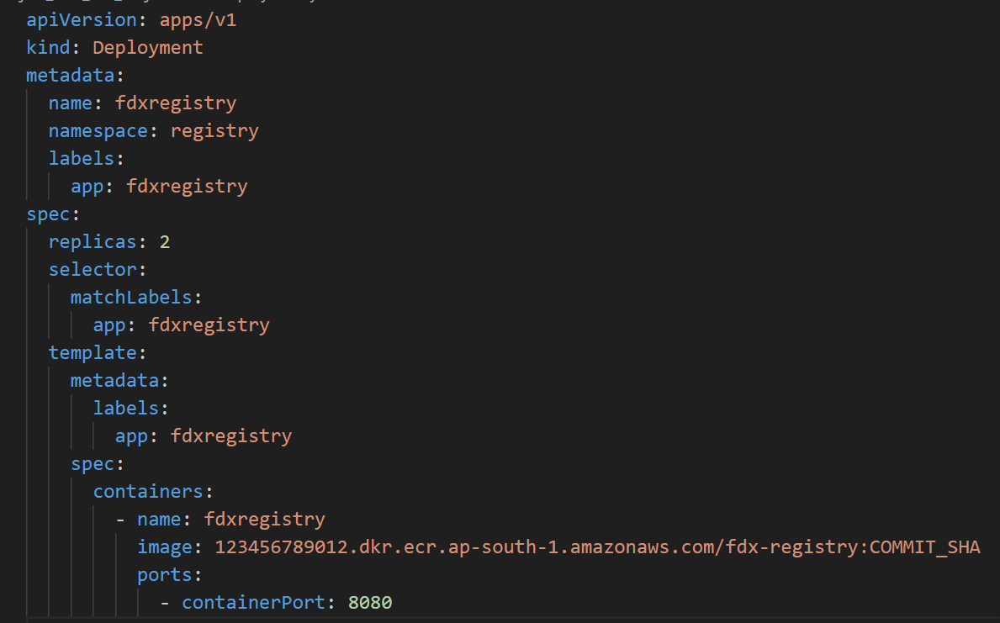 apiVersion: apps/v1
kind: Deployment
metadata:
  name: fdxregistry
  namespace: registry
  labels:
    app: fdxregistry
spec:
  replicas: 2
  selector:
    matchLabels:
      app: fdxregistry
  template:
    metadata:
      labels:
        app: fdxregistry
    spec:
      containers:
        - name: fdxregistry
          image: 123456789012.dkr.ecr.ap-south-1.amazonaws.com/fdx-registry:COMMIT_SHA
          ports:
            - containerPort: 8080